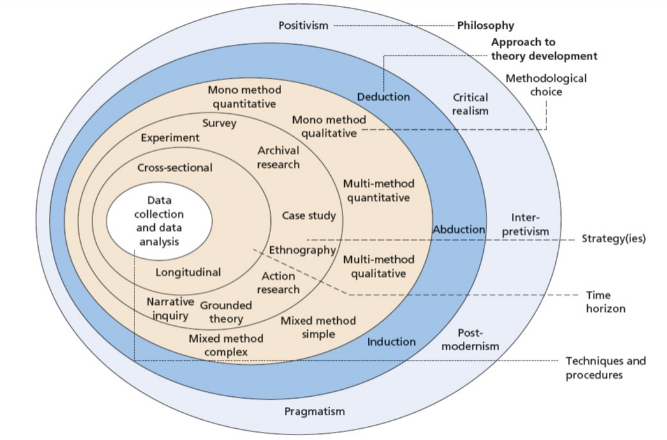 Positivism
Philosophy
Approach to
theory development
Methodological
choice
Mono method
quantitative
Deduction
Critical
realism
Survey
Mono method
qualitative
Experiment
Archival
research
Cross-sectional
Multi-method
quantitative
Data
collection
and data
analysis
Case study
Inter-
pretivism
Abduction
Strategy(ies)
Ethnography
Multi-method
qualitative
Longitudinal
Action
research
Time
horizon
Narrative
inquiry
Grounded
theory
Mixed method
simple
Mixed method
complex
Induction
Post-
modernism
Techniques and
procedures
Pragmatism